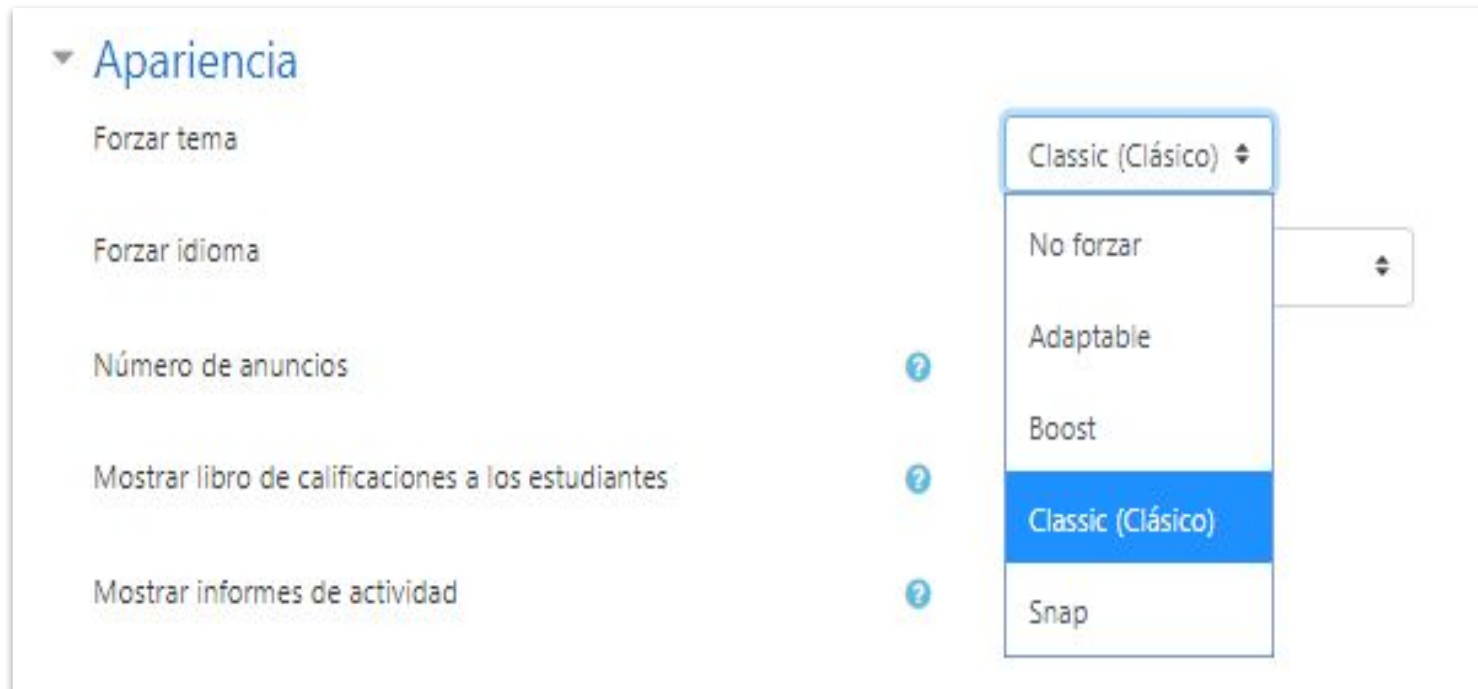 Apariencia
Forzar tema
Classic (Clásico)
Forzar idioma
No forzar
Adaptable
Número de anuncios
Boost
Mostrar libro de calificaciones a los estudiantes
Classic (Clásico)
Mostrar informes de actividad
Snap